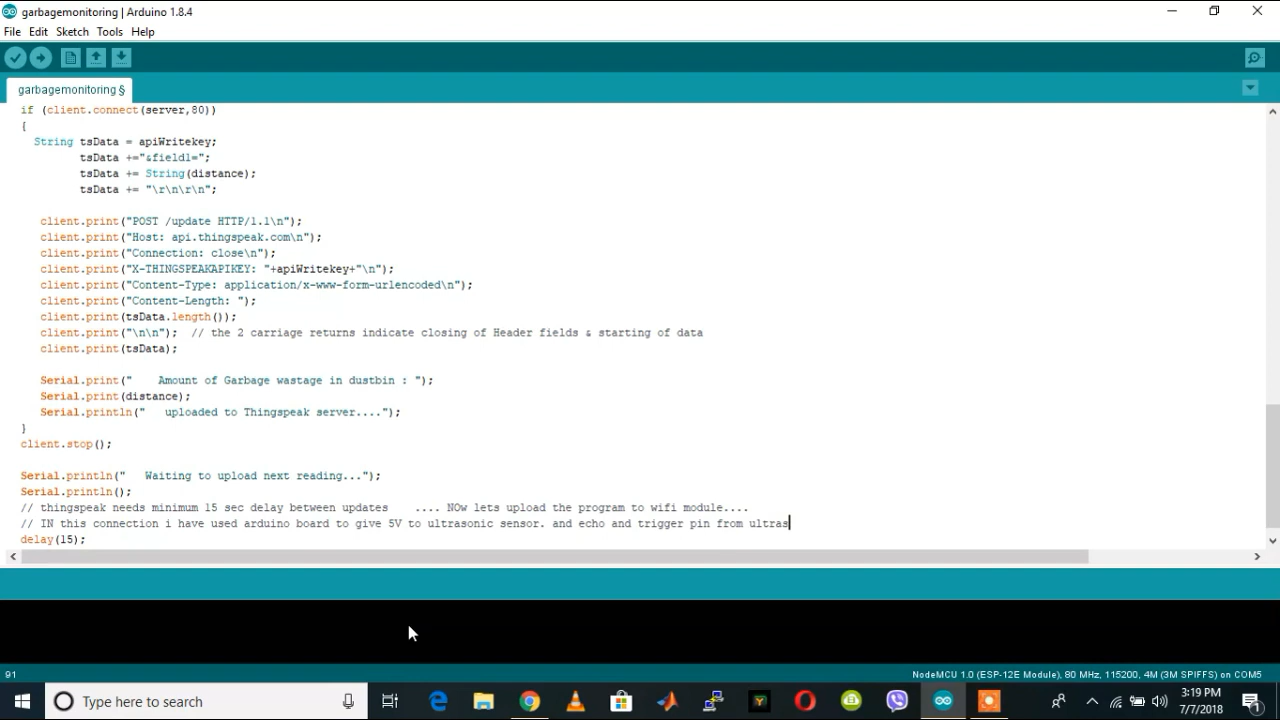 garbagemonitoring | Arduino 1.8.4
File Edit Sketch Tools Help
garbagemonitoring §
if (client.connect(server,80))
{
String tsData = apiWritekey;
tsData +="&field1=";
tsData += String(distance);
tsData += "\r\n\r\n";
client.print("POST /update HTTP/1.1\n");
client.print("Host: api.thingspeak.com\n");
client.print("Connection: close\n");
client.print("X-THINGSPEAKAPIKEY: "+apiWritekey+"\n");
client.print("Content-Type: application/x-www-form-urlencoded\n");
client.print("Content-Length: ");
client.print(tsData.length());
client.print("\n\n");  // the 2 carriage returns indicate closing of Header fields & starting of data
client.print(tsData);
Serial.print("    Amount of Garbage wastage in dustbin : ");
Serial.print(distance);
Serial.println("   uploaded to Thingspeak server....");
}
client.stop();
Serial.println("   Waiting to upload next reading...");
Serial.println();
// thingspeak needs minimum 15 sec delay between updates    .... NOw lets upload the program to wifi module....
// IN this connection i have used arduino board to give 5V to ultrasonic sensor. and echo and trigger pin from ultras
delay(15);
91
NodeMCU 1.0 (ESP-12E Module), 80 MHz, 115200, 4M (3M SPIFFS) on COM5
Type here to search
3:19 PM
7/7/2018
1